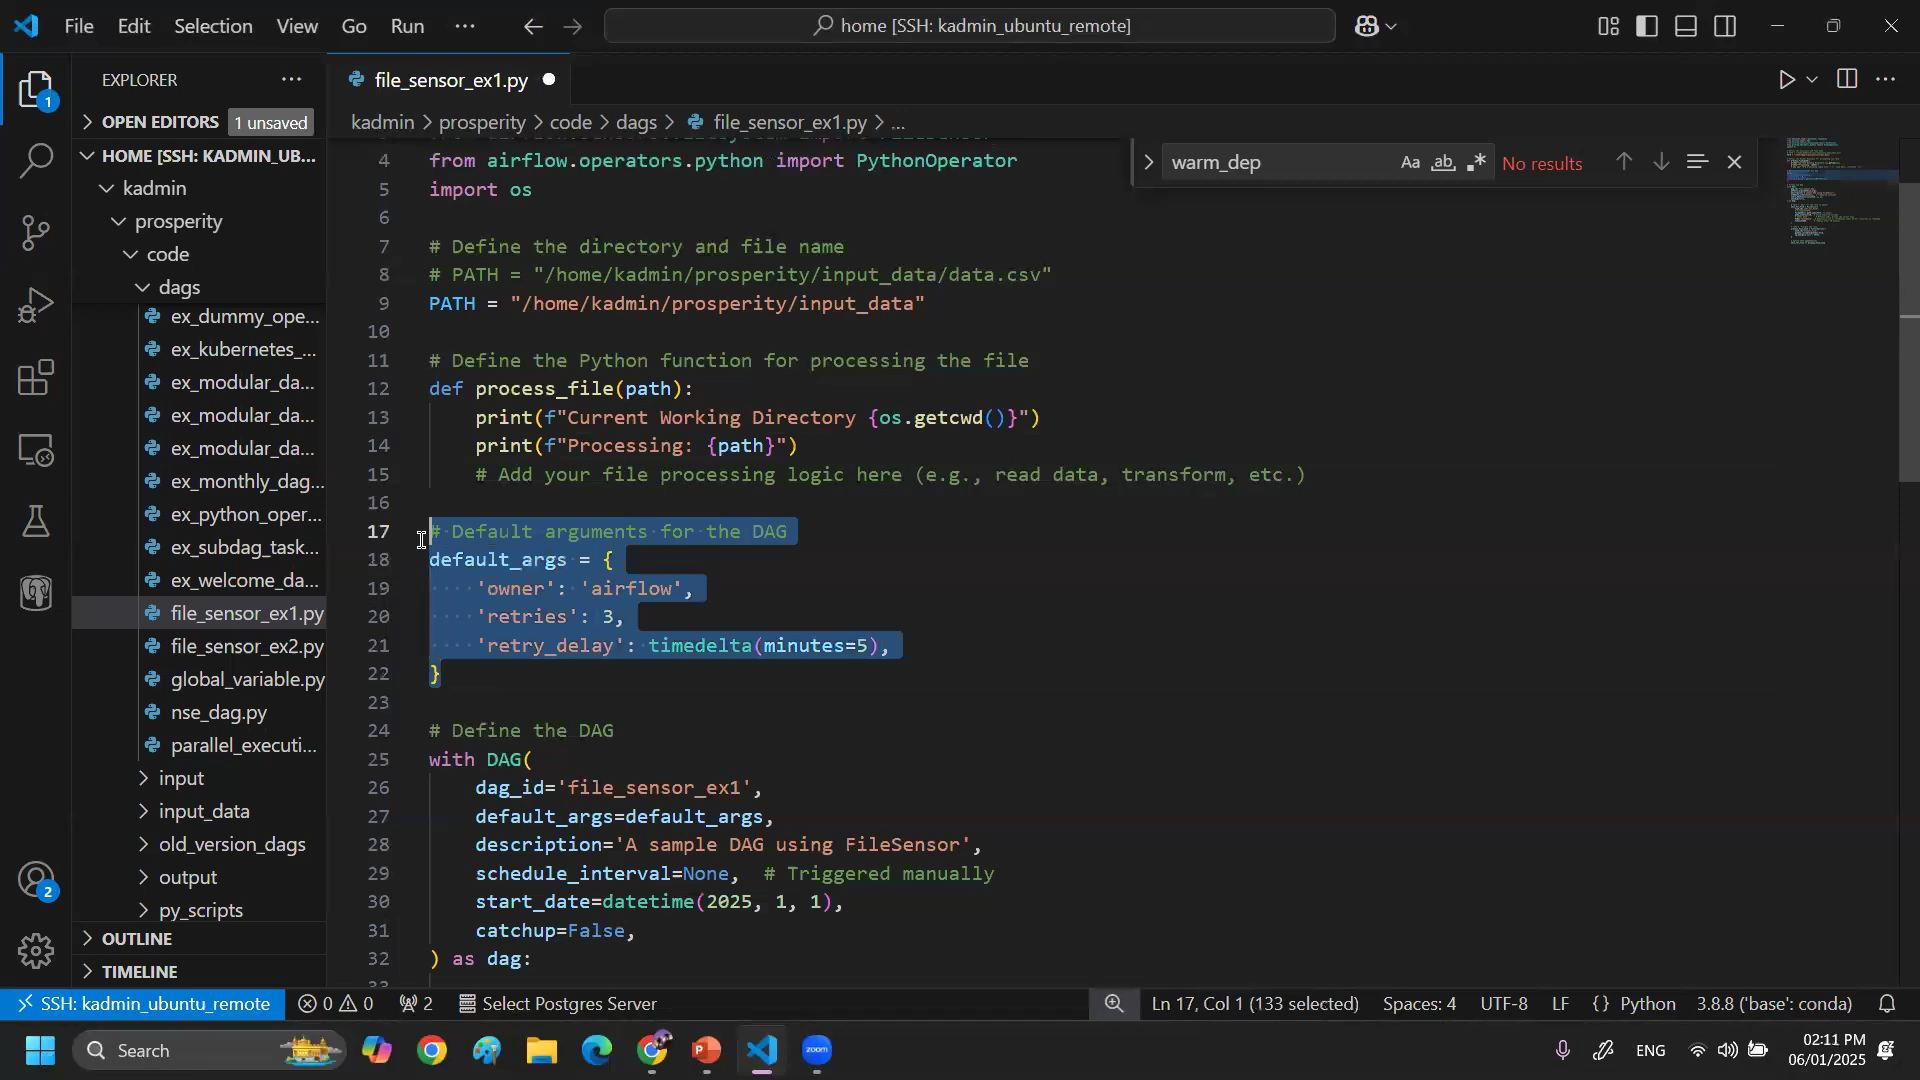 File Edit Selection View Go Run ...
home [SSH: kadmin_ubuntu_remote]
EXPLORER
1
OPEN EDITORS 1 unsaved
HOME [SSH: KADMIN_UB...
kadmin
prosperity
code
dags
ex_dummy_ope...
ex_kubernetes_...
ex_modular_da...
ex_modular_da...
ex_modular_da...
ex_monthly_dag...
ex_python_oper...
ex_subdag_task...
ex_welcome_da...
file_sensor_ex1.py
file_sensor_ex2.py
global_variable.py
nse_dag.py
parallel_executi...
input
input_data
old_version_dags
output
py_scripts
OUTLINE
TIMELINE
2
file_sensor_ex1.py
kadmin > prosperity > code > dags > file_sensor_ex1.py > ...
warm_dep Aa ab .* No results
4 from airflow.operators.python import PythonOperator
5 import os
6
7 # Define the directory and file name
8 # PATH = "/home/kadmin/prosperity/input_data/data.csv"
9 PATH = "/home/kadmin/prosperity/input_data"
10
11 # Define the Python function for processing the file
12 def process_file(path):
13 print(f"Current Working Directory {os.getcwd()}")
14 print(f"Processing: {path}")
15 # Add your file processing logic here (e.g., read data, transform, etc.)
16
17 # Default arguments for the DAG
18 default_args = {
19 'owner': 'airflow',
20 'retries': 3,
21 'retry_delay': timedelta(minutes=5),
22 }
23
24 # Define the DAG
25 with DAG(
26 dag_id='file_sensor_ex1',
27 default_args=default_args,
28 description='A sample DAG using FileSensor',
29 schedule_interval=None, # Triggered manually
30 start_date=datetime(2025, 1, 1),
31 catchup=False,
32 ) as dag:
SSH: kadmin_ubuntu_remote 0 0 2 Select Postgres Server Ln 17, Col 1 (133 selected) Spaces: 4 UTF-8 LF {} Python 3.8.8 ('base': conda)
Search
zoom
ENG
02:11 PM
06/01/2025